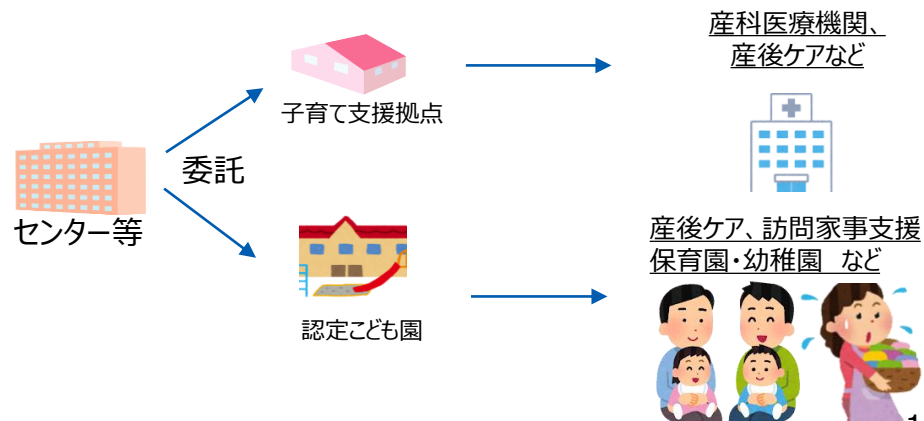 産科医療機関、
産後ケアなど
子育て支援拠点
委託
センター等
産後ケア、訪問家事支援
保育園・幼稚園 など
認定こども園
1